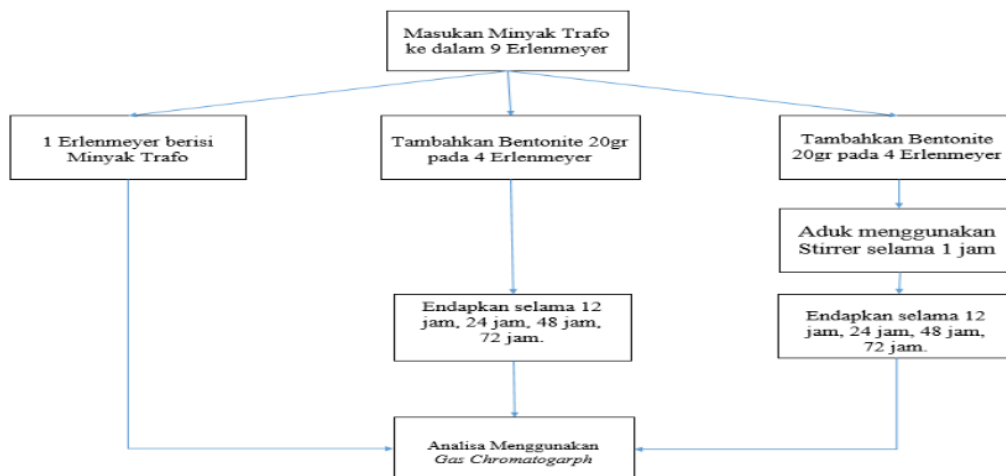 Masukan Minyak Trafo
ke dalam 9 Erlenmeyer
1 Erlenmeyer berisi
Minyak Trafo
Tambahkan Bentonite 20gr
pada 4 Erlenmeyer
Tambahkan Bentonite
20gr pada 4 Erlenmeyer
Aduk menggunakan
Stirrer selama 1 jam
Endapkan selama 12
jam, 24 jam, 48 jam,
72 jam.
Endapkan selama 12
jam, 24 jam, 48 jam,
72 jam.
Analisa Menggunakan
Gas Chromatogarph